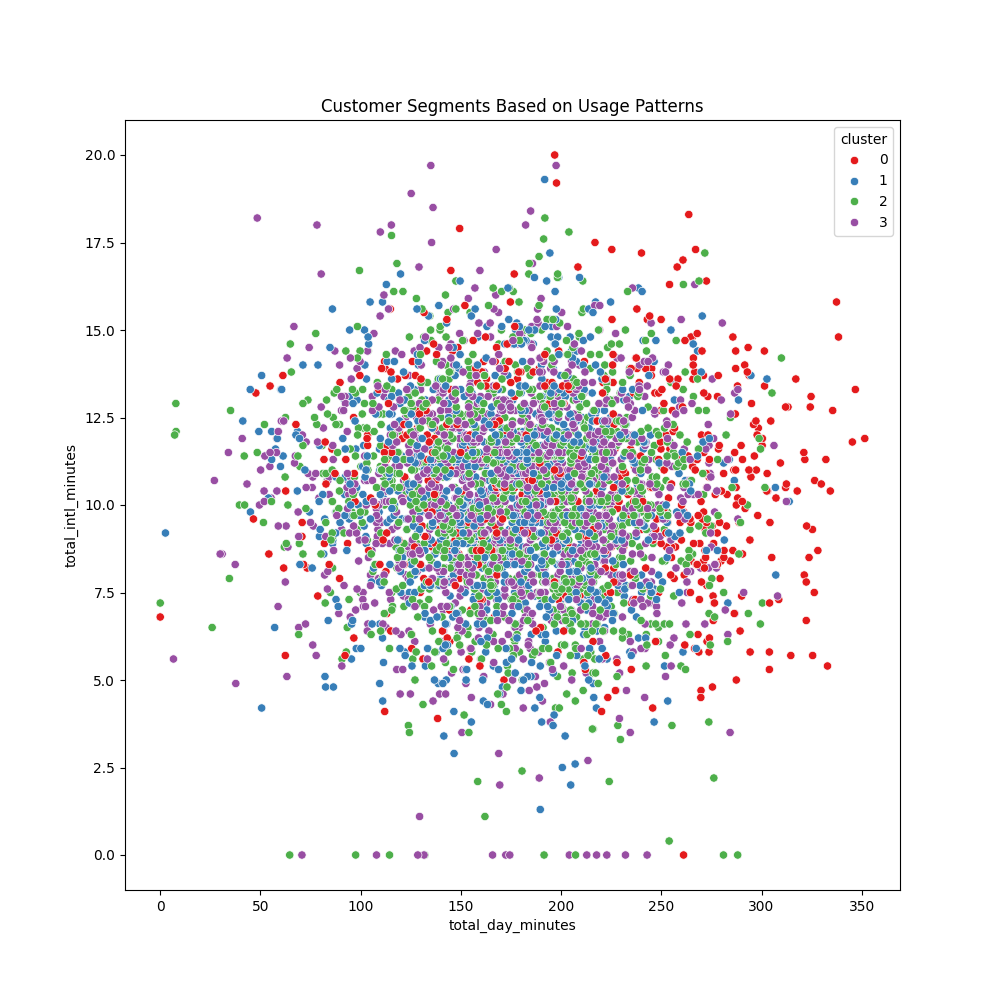 Customer Segments Based on Usage Patterns
cluster
0
1
2
3
20.0
17.5
15.0
12.5
10.0
7.5
5.0
2.5
0.0
total_intl_minutes
0 50 100 150 200 250 300 350
total_day_minutes